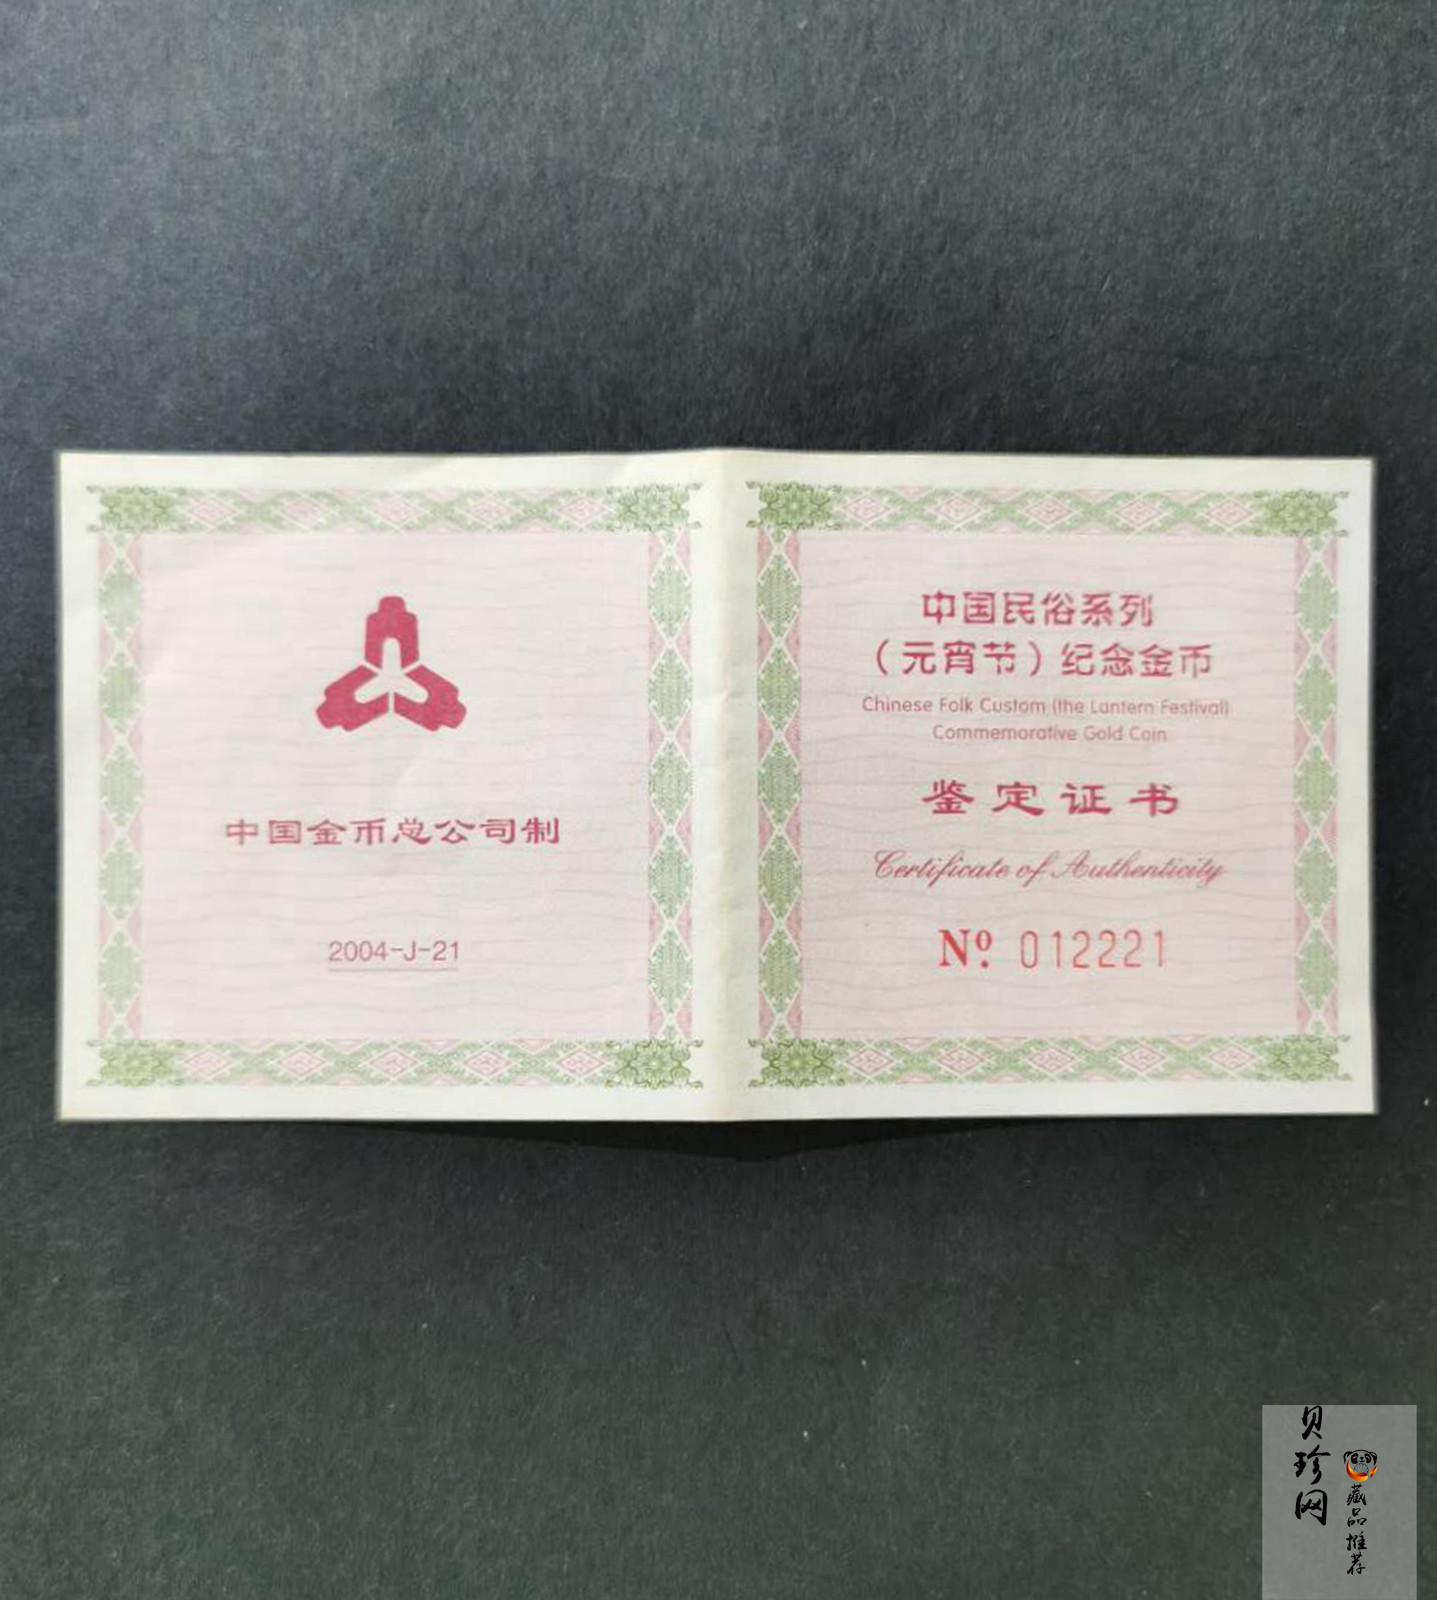 中国金币总公司制
2004-J-21
中国民俗系列
（元宵节）纪念金币
Chinese Folk Custom (the Lantern Festival)
Commemorative Gold Coin
鉴定证书
Certificate of Authenticity
Nº. 012221
贝珍网
藏品推荐